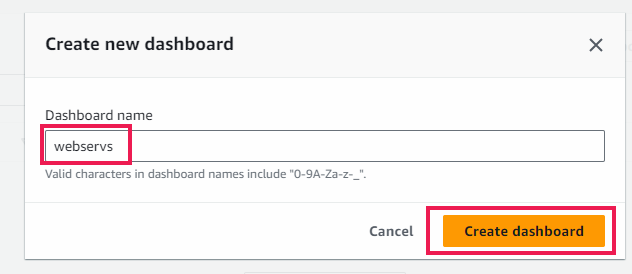 Create new dashboard
Dashboard name
webservs
Valid characters in dashboard names include "0-9A-Za-z-_".
Cancel
Create dashboard